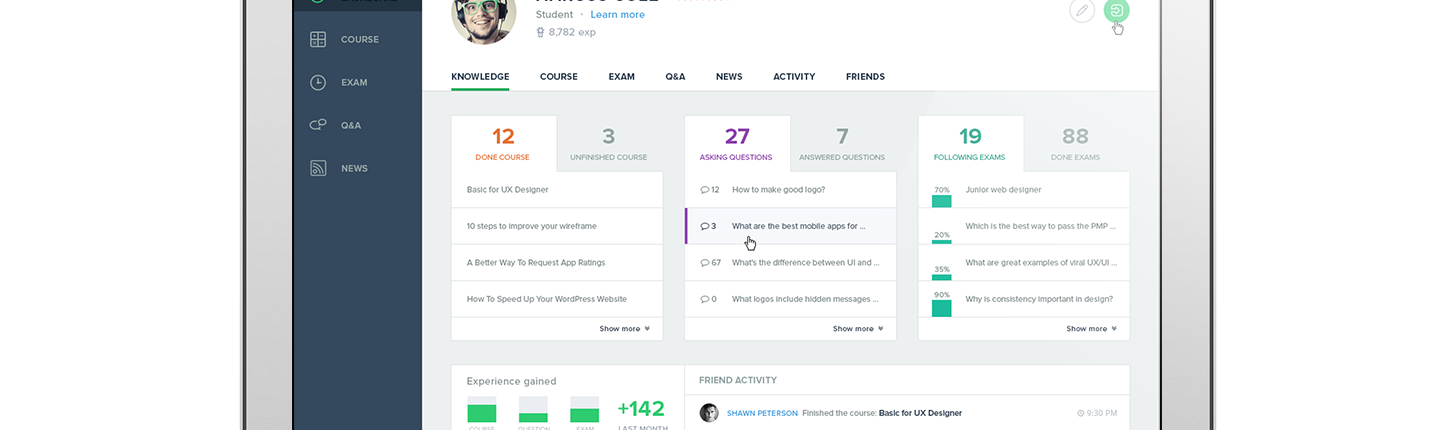 Student · Learn more
8,782 exp
COURSE
EXAM
Q&A
NEWS
KNOWLEDGE COURSE EXAM Q&A NEWS ACTIVITY FRIENDS
12 DONE COURSE
3 UNFINISHED COURSE
Basic for UX Designer
10 steps to improve your wireframe
A Better Way To Request App Ratings
How To Speed Up Your WordPress Website
Show more
27 ASKING QUESTIONS
7 ANSWERED QUESTIONS
12 How to make good logo?
3 What are the best mobile apps for ...
67 What's the difference between UI and ...
0 What logos include hidden messages ...
Show more
19 FOLLOWING EXAMS
88 DONE EXAMS
70% Junior web designer
20% Which is the best way to pass the PMP ...
35% What are great examples of viral UX/UI ...
90% Why is consistency important in design?
Show more
Experience gained
+142
LAST MONTH
COURSE QUESTION EXAM
FRIEND ACTIVITY
SHAWN PETERSON Finished the course: Basic for UX Designer 9:30 PM